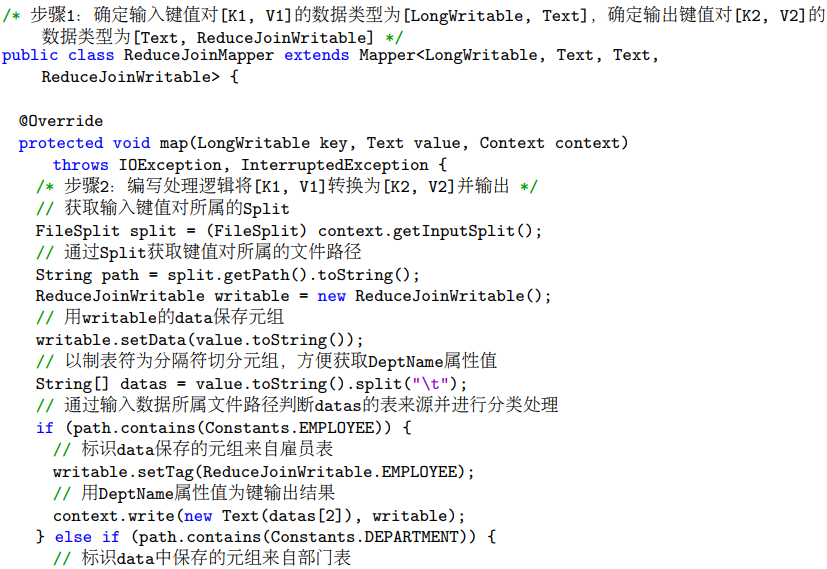 /* 步骤1：确定输入键值对[K1, V1]的数据类型为[LongWritable, Text]，确定输出键值对[K2, V2]的
数据类型为[Text, ReduceJoinWritable] */
public class ReduceJoinMapper extends Mapper<LongWritable, Text, Text,
ReduceJoinWritable> {
@Override
protected void map(LongWritable key, Text value, Context context)
throws IOException, InterruptedException {
/* 步骤2：编写处理逻辑将[K1, V1]转换为[K2, V2]并输出 */
// 获取输入键值对所属的Split
FileSplit split = (FileSplit) context.getInputSplit();
// 通过Split获取键值对所属的文件路径
String path = split.getPath().toString();
ReduceJoinWritable writable = new ReduceJoinWritable();
// 用writable的data保存元组
writable.setData(value.toString());
// 以制表符为分隔符切分元组，方便获取DeptName属性值
String[] datas = value.toString().split("\t");
// 通过输入数据所属文件路径判断datas的表来源并进行分类处理
if (path.contains(Constants.EMPLOYEE)) {
// 标识data保存的元组来自雇员表
writable.setTag(ReduceJoinWritable.EMPLOYEE);
// 用DeptName属性值为键输出结果
context.write(new Text(datas[2]), writable);
} else if (path.contains(Constants.DEPARTMENT)) {
// 标识data中保存的元组来自部门表